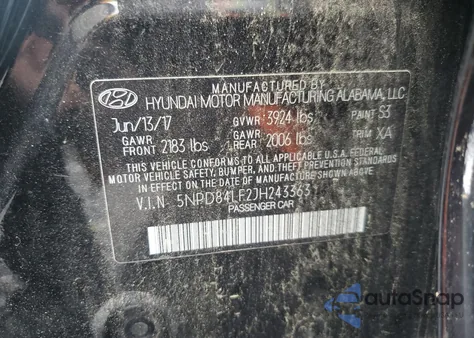 MANUFACTURED BY
HYUNDAI MOTOR MANUFACTURING ALABAMA, LLC
Jun/13/17 GVWR 3924 lbs PAINT S3
GAWR FRONT 2183 lbs GAWR REAR 2006 lbs TRIM XA
THIS VEHICLE CONFORMS TO ALL APPLICABLE U.S.A. FEDERAL
MOTOR VEHICLE SAFETY, BUMPER, AND THEFT PREVENTION STANDARDS
IN EFFECT ON THE DATE OF MANUFACTURE SHOWN ABOVE
V.I.N 5NPD84LF2JH243363
PASSENGER CAR
autoSnap